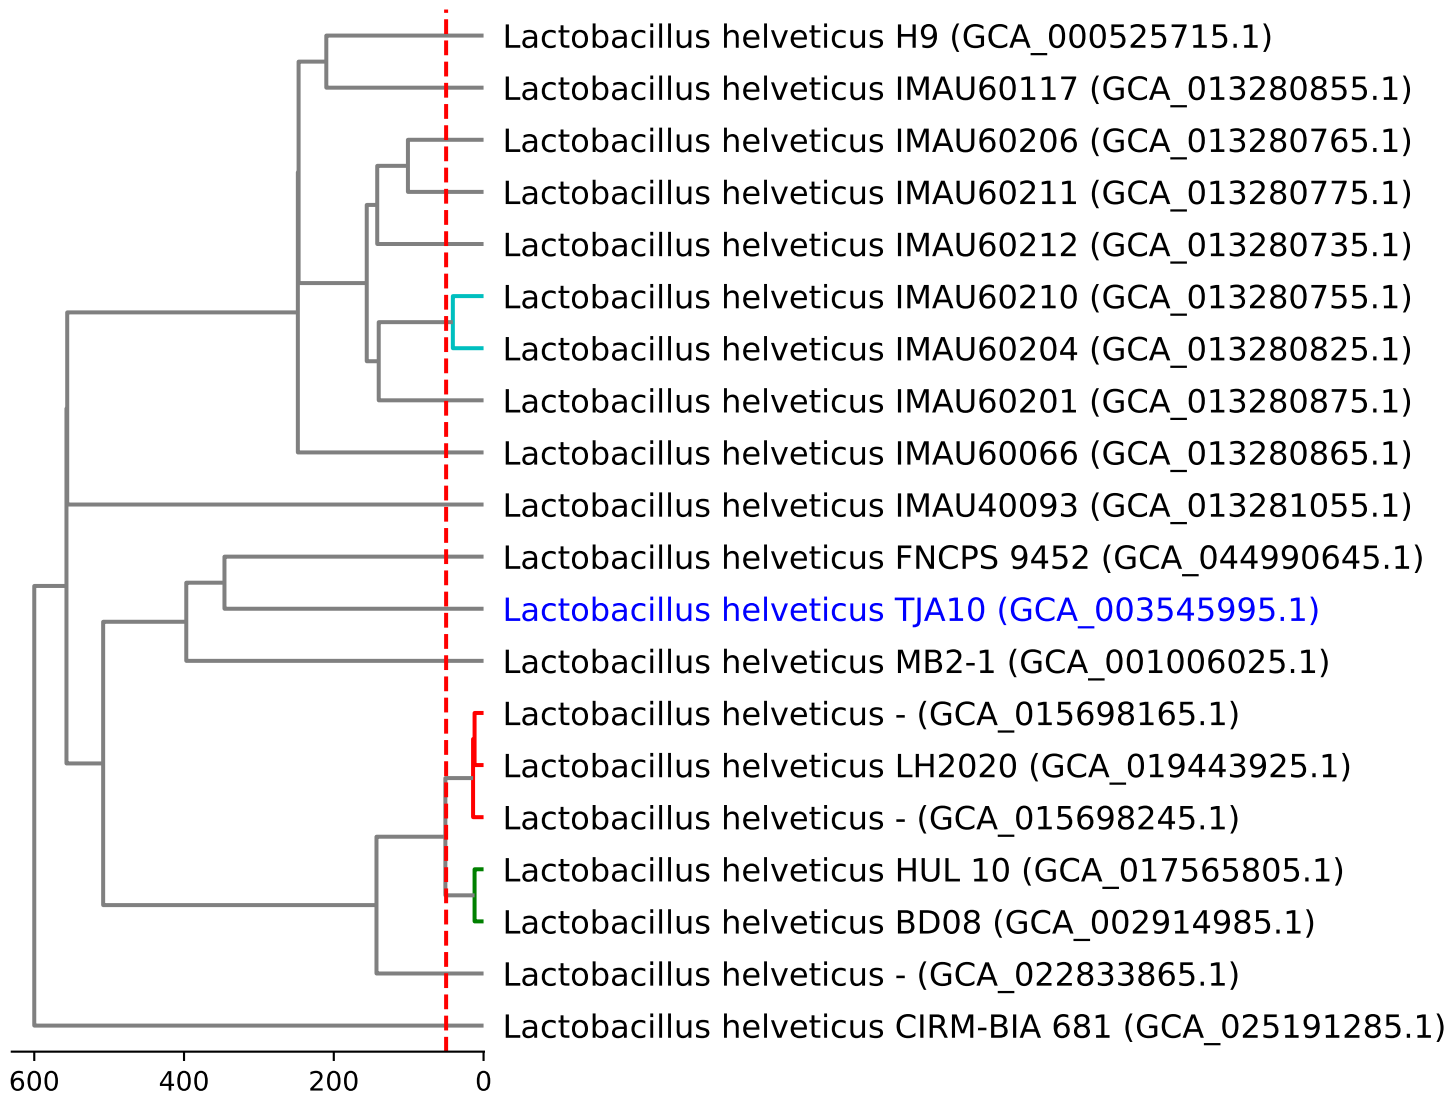 Lactobacillus helveticus H9 (GCA_000525715.1)
Lactobacillus helveticus IMAU60117 (GCA_013280855.1)
Lactobacillus helveticus IMAU60206 (GCA_013280765.1)
Lactobacillus helveticus IMAU60211 (GCA_013280775.1)
Lactobacillus helveticus IMAU60212 (GCA_013280735.1)
Lactobacillus helveticus IMAU60210 (GCA_013280755.1)
Lactobacillus helveticus IMAU60204 (GCA_013280825.1)
Lactobacillus helveticus IMAU60201 (GCA_013280875.1)
Lactobacillus helveticus IMAU60066 (GCA_013280865.1)
Lactobacillus helveticus IMAU40093 (GCA_013281055.1)
Lactobacillus helveticus FNCPS 9452 (GCA_044990645.1)
Lactobacillus helveticus TJA10 (GCA_003545995.1)
Lactobacillus helveticus MB2-1 (GCA_001006025.1)
Lactobacillus helveticus - (GCA_015698165.1)
Lactobacillus helveticus LH2020 (GCA_019443925.1)
Lactobacillus helveticus - (GCA_015698245.1)
Lactobacillus helveticus HUL 10 (GCA_017565805.1)
Lactobacillus helveticus BD08 (GCA_002914985.1)
Lactobacillus helveticus - (GCA_022833865.1)
Lactobacillus helveticus CIRM-BIA 681 (GCA_025191285.1)
600 400 200 0